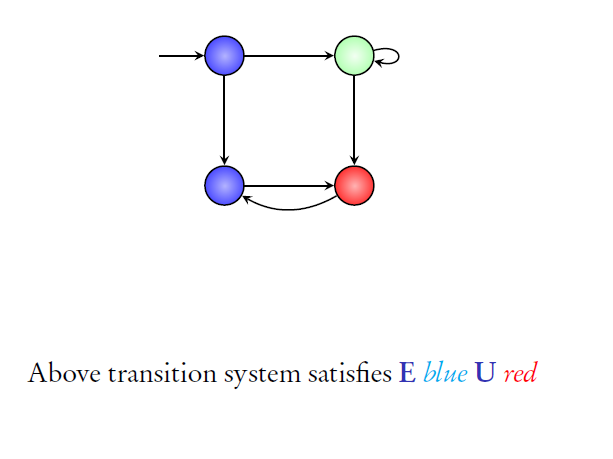 Above transition system satisfies E blue U red